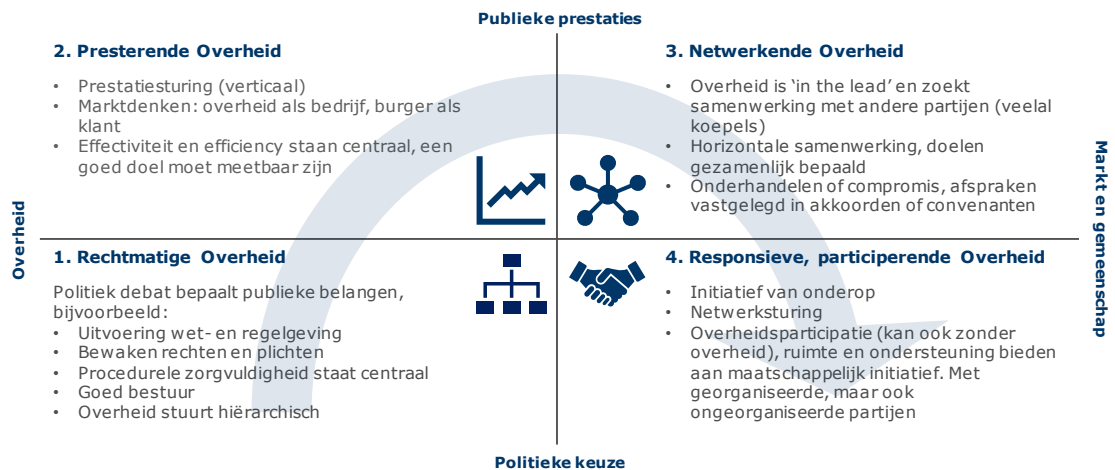 Publieke prestaties
2. Presterende Overheid
• Prestatiesturing (verticaal)
• Marktdenken: overheid als bedrijf, burger als
klant
• Effectiviteit en efficiency staan centraal, een
goed doel moet meetbaar zijn
3. Netwerkende Overheid
• Overheid is ‘in the lead’ en zoekt
samenwerking met andere partijen (veelal
koepels)
• Horizontale samenwerking, doelen
gezamenlijk bepaald
• Onderhandelen of compromis, afspraken
vastgelegd in akkoorden of convenanten
Overheid
Markt en gemeenschap
1. Rechtmatige Overheid
Politiek debat bepaalt publieke belangen,
bijvoorbeeld:
• Uitvoering wet- en regelgeving
• Bewaken rechten en plichten
• Procedurele zorgvuldigheid staat centraal
• Goed bestuur
• Overheid stuurt hiërarchisch
4. Responsieve, participerende Overheid
• Initiatief van onderop
• Netwerksturing
• Overheidsparticipatie (kan ook zonder
overheid), ruimte en ondersteuning bieden
aan maatschappelijk initiatief. Met
georganiseerde, maar ook
ongeorganiseerde partijen
Politieke keuze